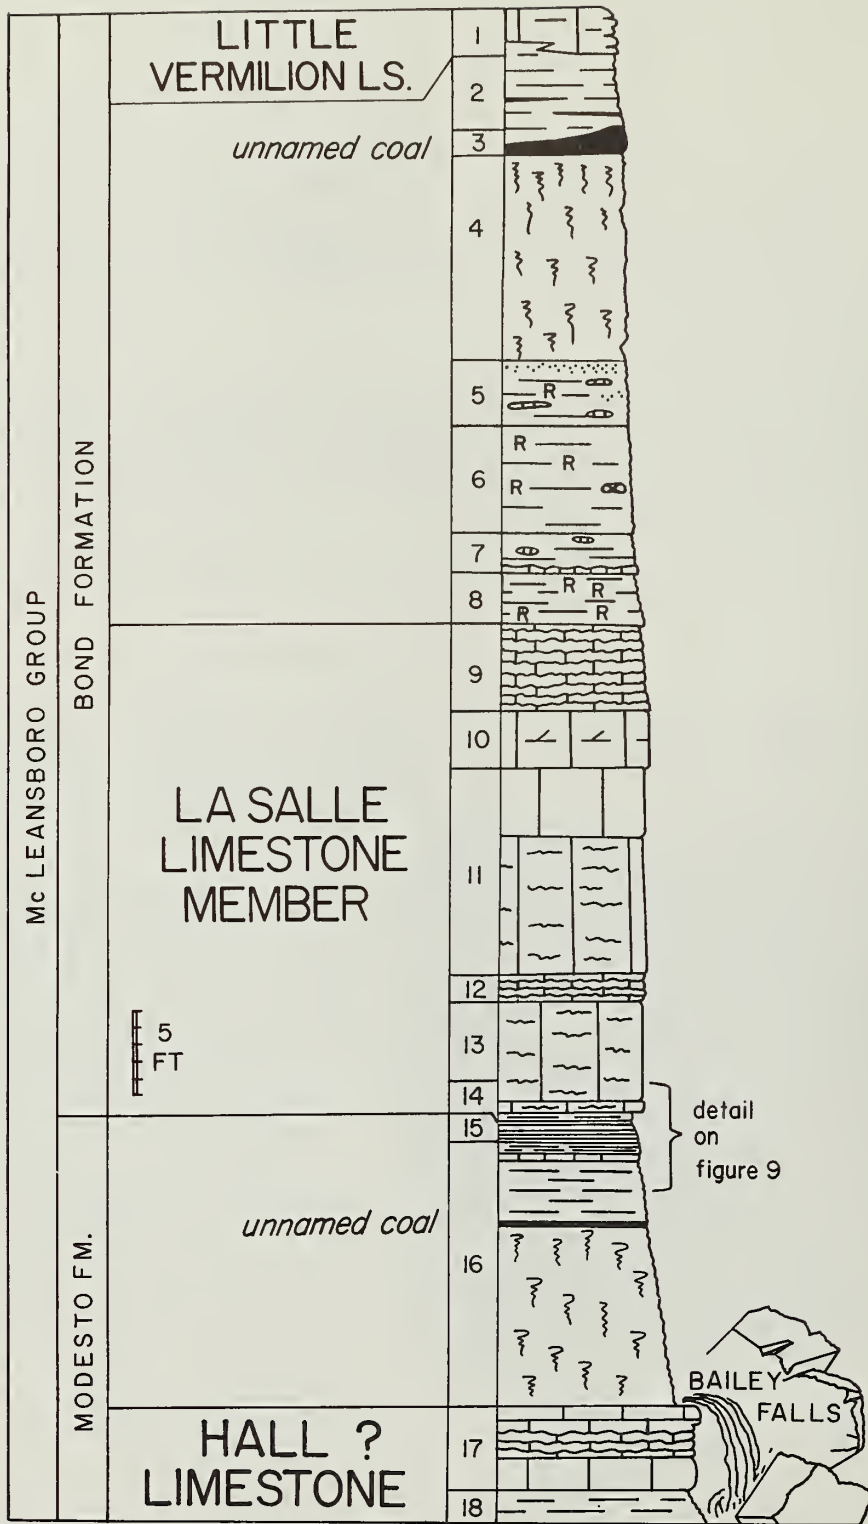 Mc LEANSBORO GROUP
BOND FORMATION
MODESTO FM.
LITTLE
VERMILION LS.
unnamed coal
LA SALLE
LIMESTONE
MEMBER
5
FT
unnamed coal
HALL ?
LIMESTONE
1
2
3
4
5
6
7
8
9
10
11
12
13
14
15
16
17
18
R
R
R
R
R
R
R
R
detail
on
figure 9
BAILEY
FALLS